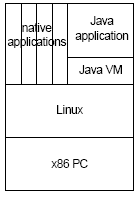 native
applications
Java
application
Java VM
Linux
x86 PC